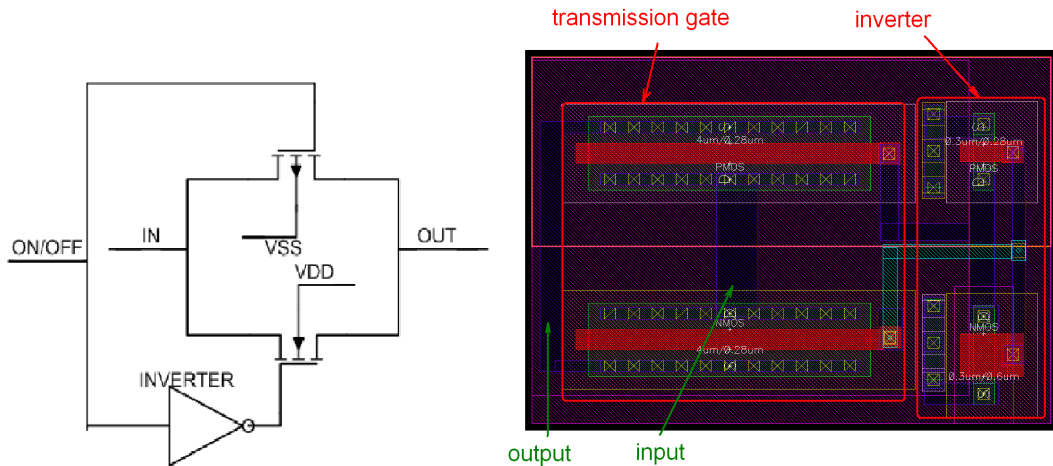 transmission gate
inverter
S
4um/0.28um
PMOS
D
S
0.3um/0.28um
PMOS
D
IN
OUT
ON/OFF
VSS
VDD
INVERTER
D
NMOS
4um/0.28um
S
D
NMOS
0.3um/0.6um
S
output
input